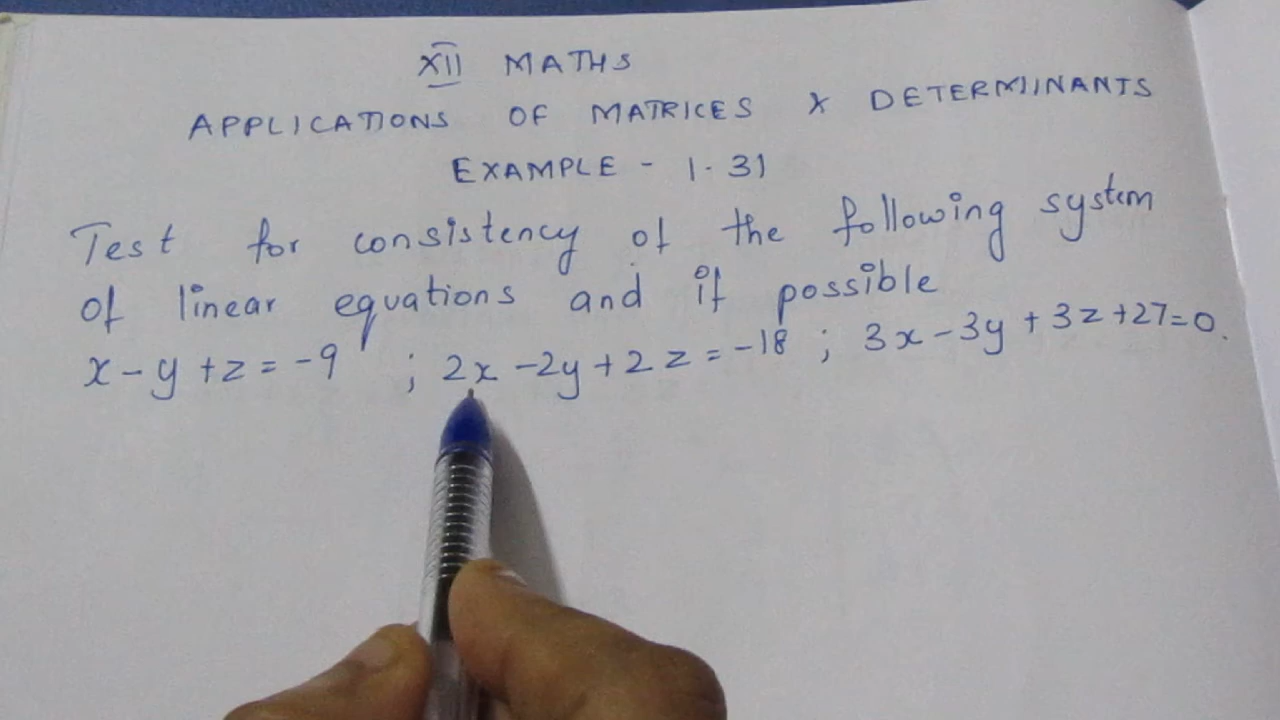 XII MATHS
APPLICATIONS OF MATRICES & DETERMINANTS
EXAMPLE - 1.31
Test for consistency of the following system
of linear equations and if possible
x - y + z = -9 ; 2x - 2y + 2z = -18 ; 3x - 3y + 3z + 27 = 0.